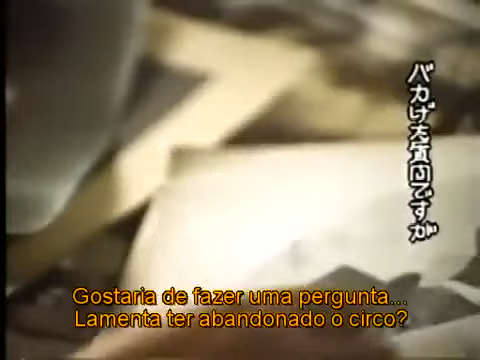 バカげた質問ですが
Gostaria de fazer uma pergunta...
Lamenta ter abandonado o circo?